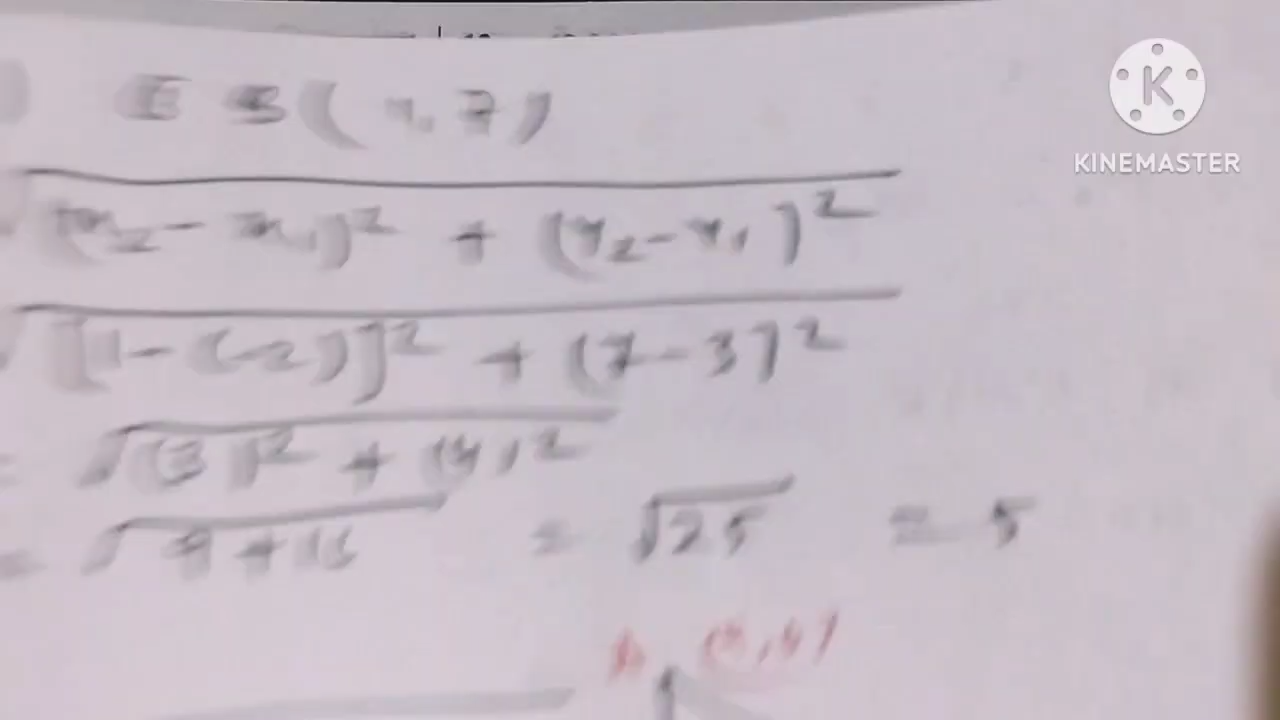 B(1,7)
KINEMASTER
(x₂-x₁)² + (y₂-y₁)²
√[1-(-2)]² + (7-3)²
= √(3)² + (4)²
= √9+16 = √25 = 5